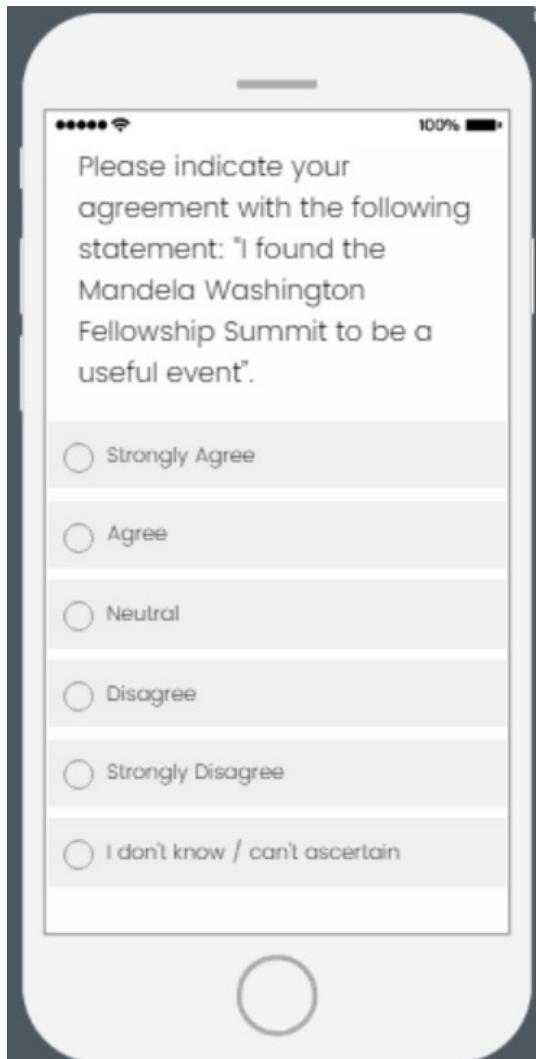 100%
Please indicate your
agreement with the following
statement: "I found the
Mandela Washington
Fellowship Summit to be a
useful event".
Strongly Agree
Agree
Neutral
Disagree
Strongly Disagree
I don't know / can't ascertain